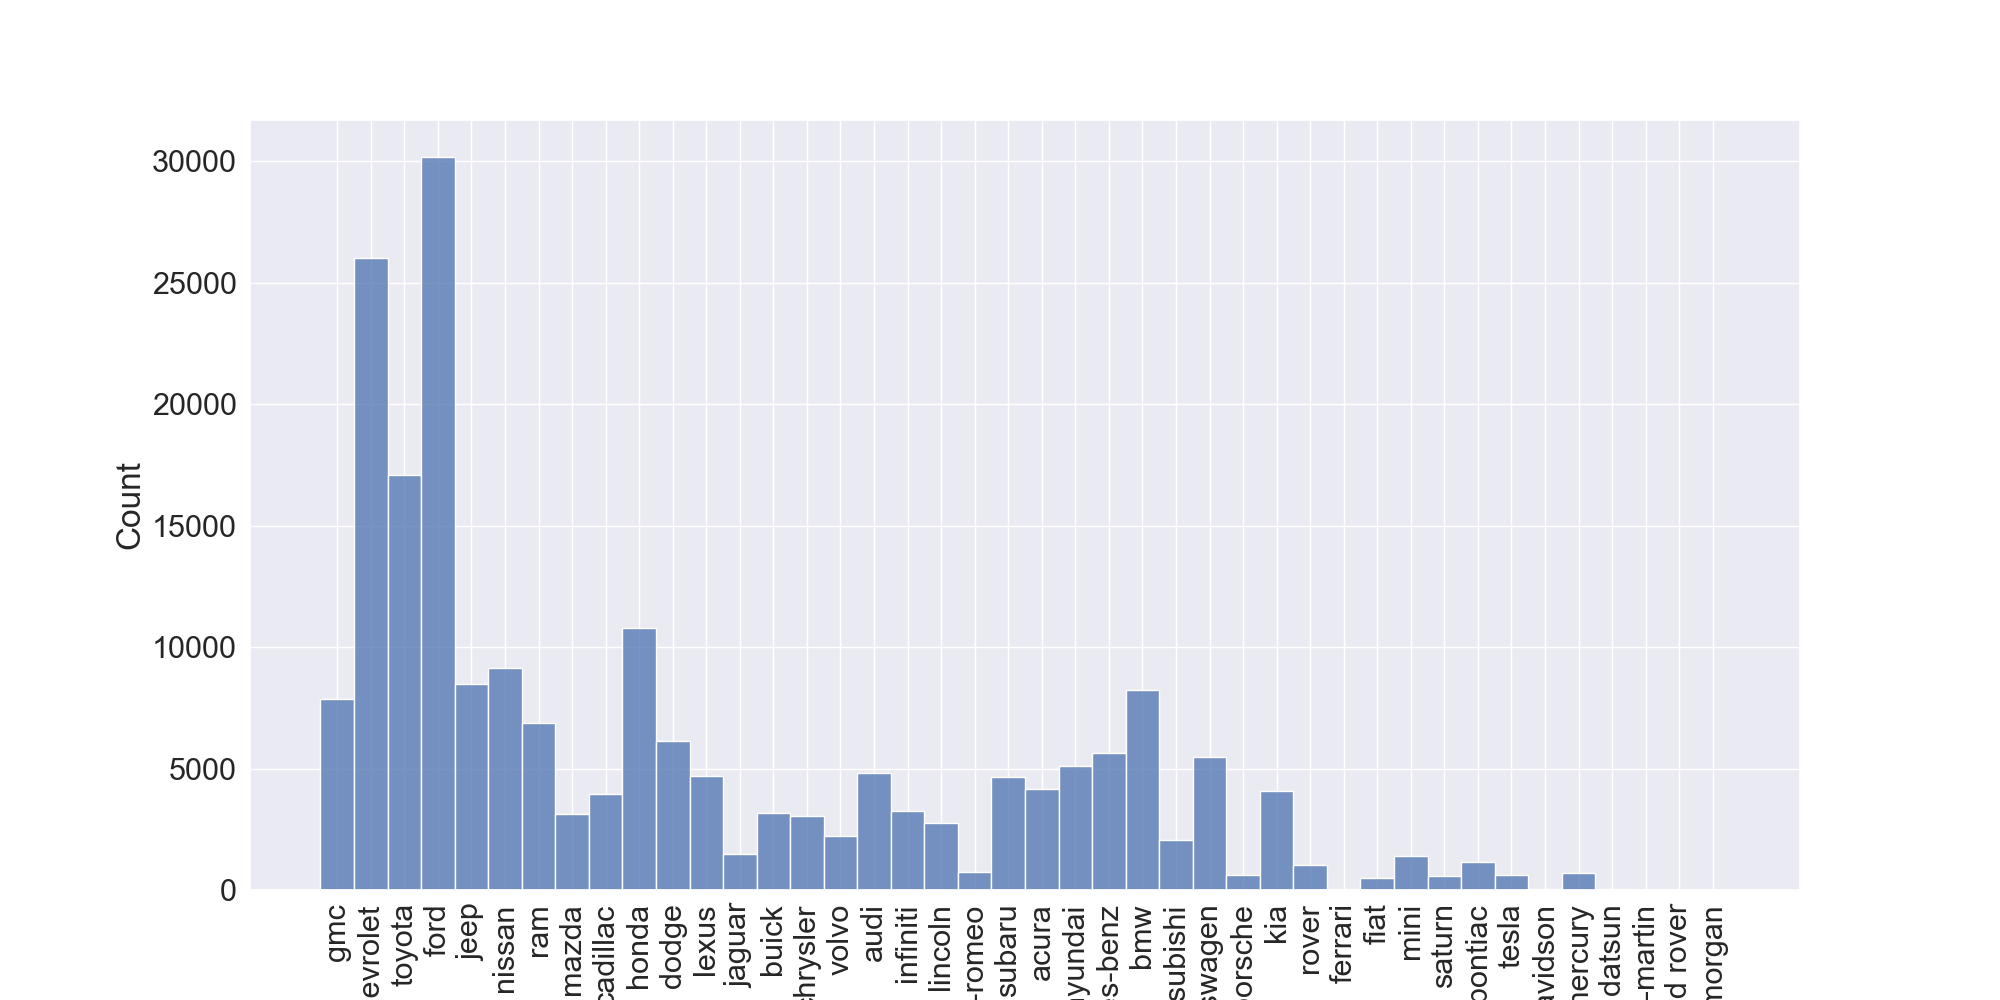 30000
25000
20000
15000
10000
5000
0
Count
gmc
evrolet
toyota
ford
jeep
nissan
ram
mazda
cadillac
honda
dodge
lexus
jaguar
buick
hrysler
volvo
audi
infiniti
lincoln
-romeo
subaru
acura
yundai
es-benz
bmw
subishi
swagen
orsche
kia
rover
ferrari
fiat
mini
saturn
pontiac
tesla
avidson
nercury
datsun
-martin
d rover
morgan